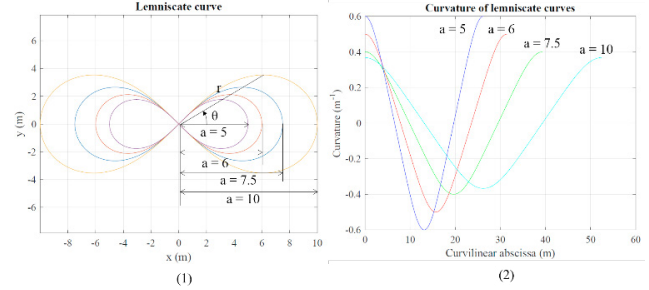 Lemniscate curve
6
4
2
0
-2
-4
-6
y (m)
r
θ
a = 5
a = 6
a = 7.5
a = 10
-8
-6
-4
-2
0
2
4
6
8
10
x (m)
(1)
Curvature of lemniscate curves
0.6
0.4
0.2
0
-0.2
-0.4
-0.6
Curvature (m⁻¹)
a = 5
a = 6
a = 7.5
a = 10
0
10
20
30
40
50
60
Curvilinear abscissa (m)
(2)